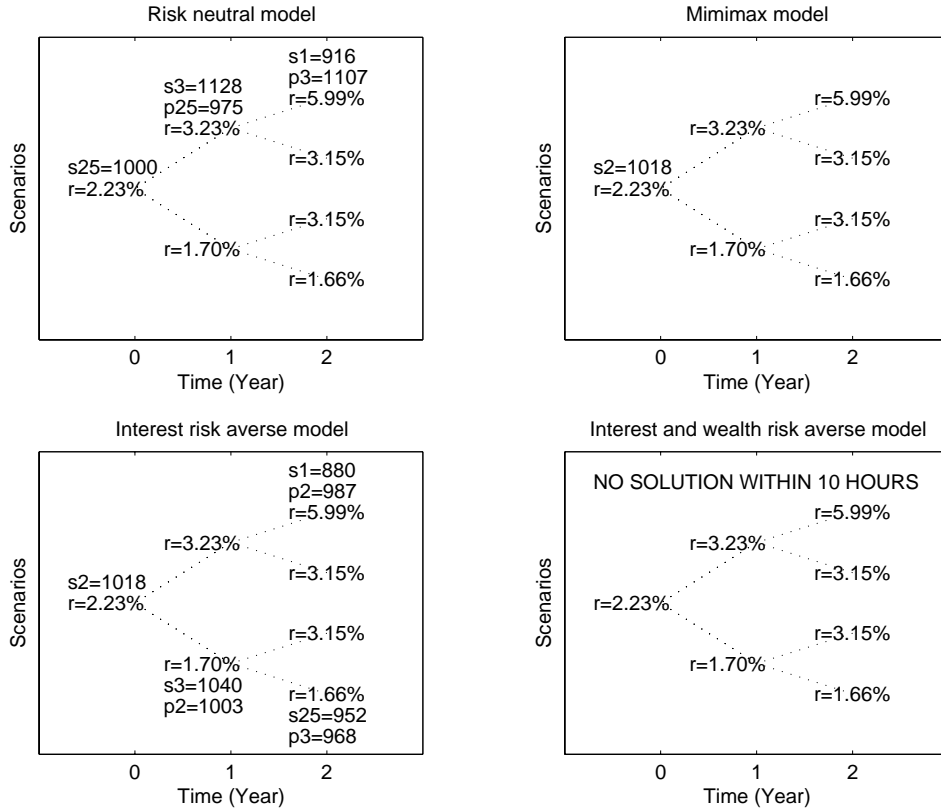 Risk neutral model
s1=916
p3=1107
s3=1128
p25=975
r=5.99%
r=3.23%
r=3.15%
s25=1000
r=2.23%
r=3.15%
r=1.70%
r=1.66%
Scenarios
0 1 2
Time (Year)
Mimimax model
r=5.99%
r=3.23%
r=3.15%
s2=1018
r=2.23%
r=3.15%
r=1.70%
r=1.66%
Scenarios
0 1 2
Time (Year)
Interest risk averse model
s1=880
p2=987
r=5.99%
r=3.23%
r=3.15%
s2=1018
r=2.23%
r=3.15%
r=1.70%
s3=1040
p2=1003
r=1.66%
s25=952
p3=968
Scenarios
0 1 2
Time (Year)
Interest and wealth risk averse model
NO SOLUTION WITHIN 10 HOURS
r=5.99%
r=3.23%
r=3.15%
r=2.23%
r=3.15%
r=1.70%
r=1.66%
Scenarios
0 1 2
Time (Year)